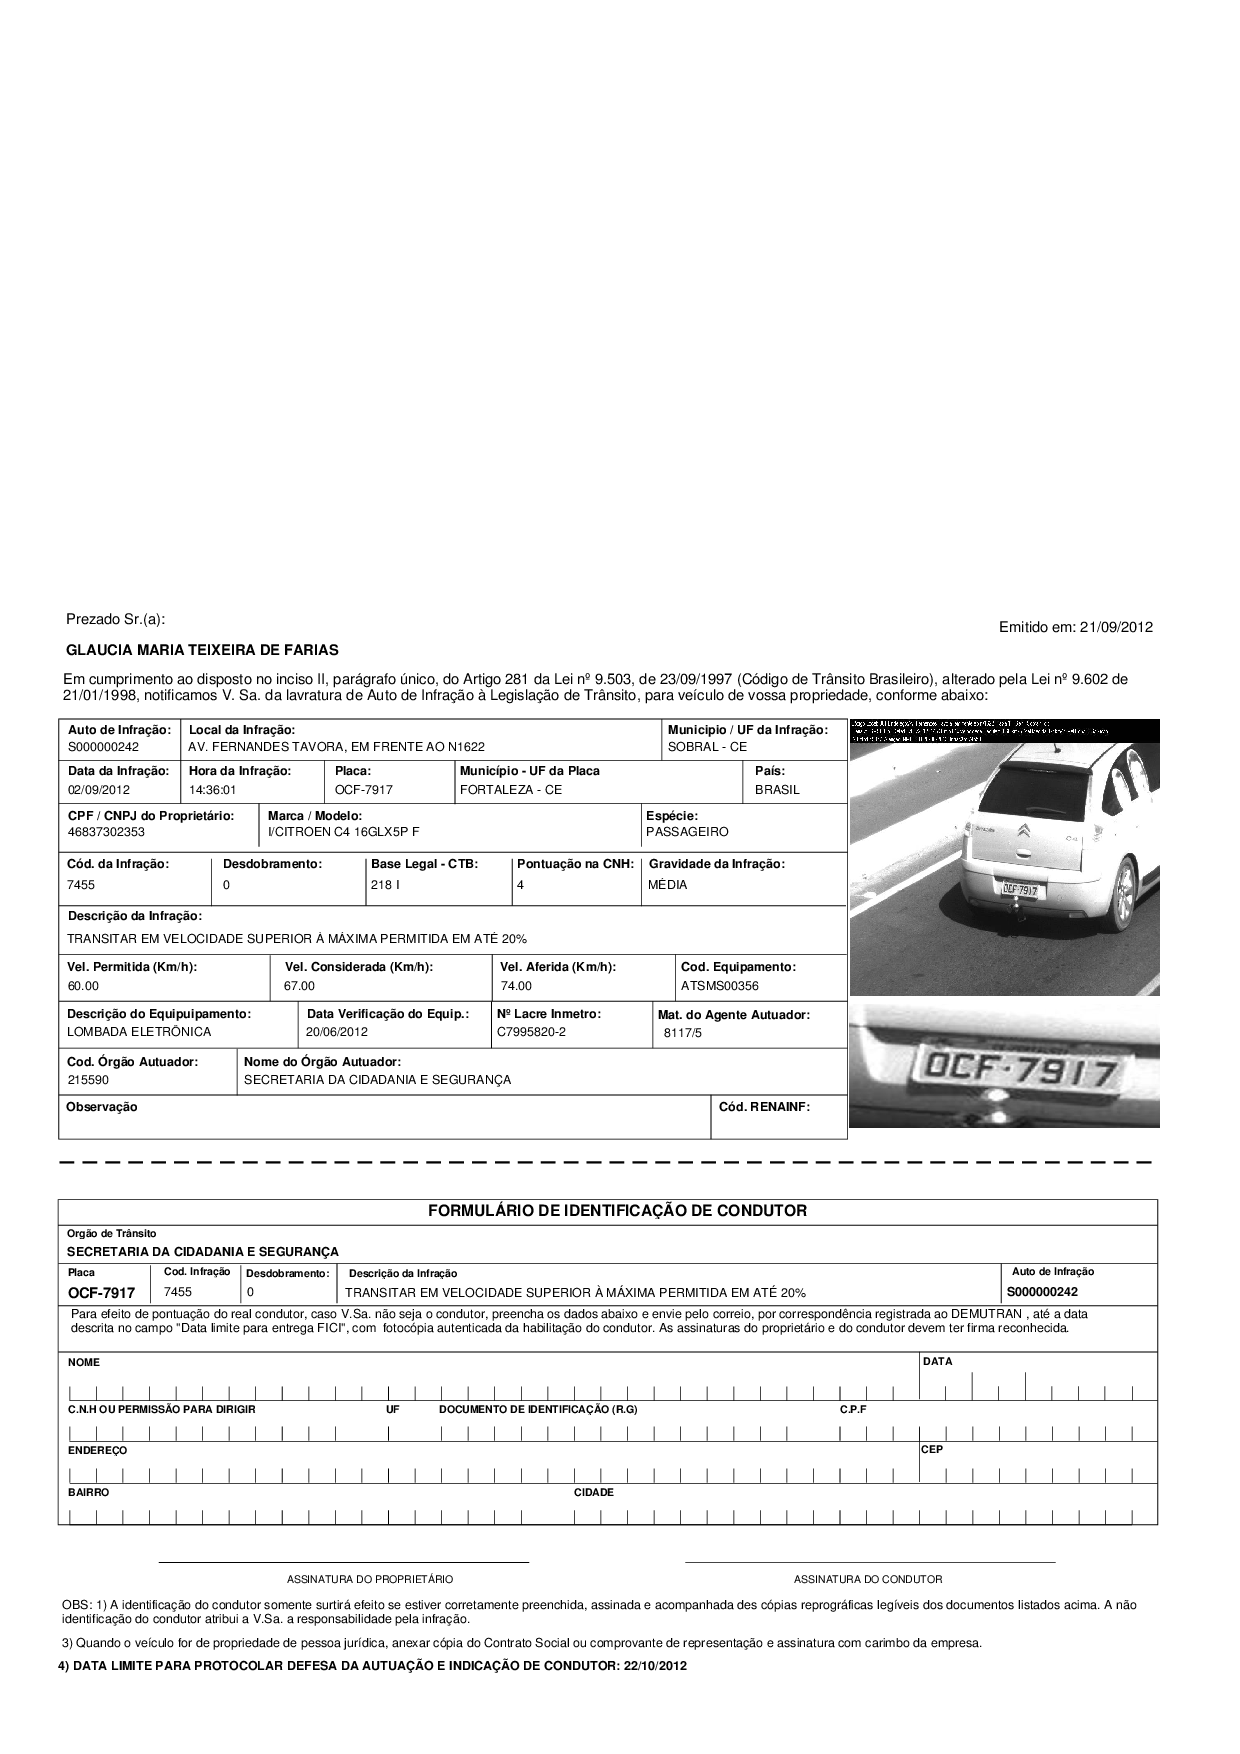 Prezado Sr.(a):
Emitido em: 21/09/2012
GLAUCIA MARIA TEIXEIRA DE FARIAS
Em cumprimento ao disposto no inciso II, parágrafo único, do Artigo 281 da Lei nº 9.503, de 23/09/1997 (Código de Trânsito Brasileiro), alterado pela Lei nº 9.602 de
21/01/1998, notificamos V. Sa. da lavratura de Auto de Infração à Legislação de Trânsito, para veículo de vossa propriedade, conforme abaixo:
Auto de Infração: Local da Infração: Municipio / UF da Infração:
S000000242 AV. FERNANDES TAVORA, EM FRENTE AO N1622 SOBRAL - CE
Data da Infração: Hora da Infração: Placa: Município - UF da Placa País:
02/09/2012 14:36:01 OCF-7917 FORTALEZA - CE BRASIL
CPF / CNPJ do Proprietário: Marca / Modelo: Espécie:
46837302353 I/CITROEN C4 16GLX5P F PASSAGEIRO
Cód. da Infração: Desdobramento: Base Legal - CTB: Pontuação na CNH: Gravidade da Infração:
7455 0 218 I 4 MÉDIA
OCF-7917
Descrição da Infração:
TRANSITAR EM VELOCIDADE SUPERIOR À MÁXIMA PERMITIDA EM ATÉ 20%
Vel. Permitida (Km/h): Vel. Considerada (Km/h): Vel. Aferida (Km/h): Cod. Equipamento:
60.00 67.00 74.00 ATSMS00356
Descrição do Equipuipamento: Data Verificação do Equip.: Nº Lacre Inmetro: Mat. do Agente Autuador:
LOMBADA ELETRÔNICA 20/06/2012 C7995820-2 8117/5
Cod. Órgão Autuador: Nome do Órgão Autuador:
215590 SECRETARIA DA CIDADANIA E SEGURANÇA
OCF-7917
Observação Cód. RENAINF:
FORMULÁRIO DE IDENTIFICAÇÃO DE CONDUTOR
Orgão de Trânsito
SECRETARIA DA CIDADANIA E SEGURANÇA
Placa Cod. Infração Desdobramento: Descrição da Infração Auto de Infração
OCF-7917 7455 0 TRANSITAR EM VELOCIDADE SUPERIOR À MÁXIMA PERMITIDA EM ATÉ 20% S000000242
Para efeito de pontuação do real condutor, caso V.Sa. não seja o condutor, preencha os dados abaixo e envie pelo correio, por correspondência registrada ao DEMUTRAN , até a data
descrita no campo "Data limite para entrega FICI", com fotocópia autenticada da habilitação do condutor. As assinaturas do proprietário e do condutor devem ter firma reconhecida.
NOME DATA
C.N.H OU PERMISSÃO PARA DIRIGIR UF DOCUMENTO DE IDENTIFICAÇÃO (R.G) C.P.F
ENDEREÇO CEP
BAIRRO CIDADE
ASSINATURA DO PROPRIETÁRIO ASSINATURA DO CONDUTOR
OBS: 1) A identificação do condutor somente surtirá efeito se estiver corretamente preenchida, assinada e acompanhada des cópias reprográficas legíveis dos documentos listados acima. A não
identificação do condutor atribui a V.Sa. a responsabilidade pela infração.
3) Quando o veículo for de propriedade de pessoa jurídica, anexar cópia do Contrato Social ou comprovante de representação e assinatura com carimbo da empresa.
4) DATA LIMITE PARA PROTOCOLAR DEFESA DA AUTUAÇÃO E INDICAÇÃO DE CONDUTOR: 22/10/2012